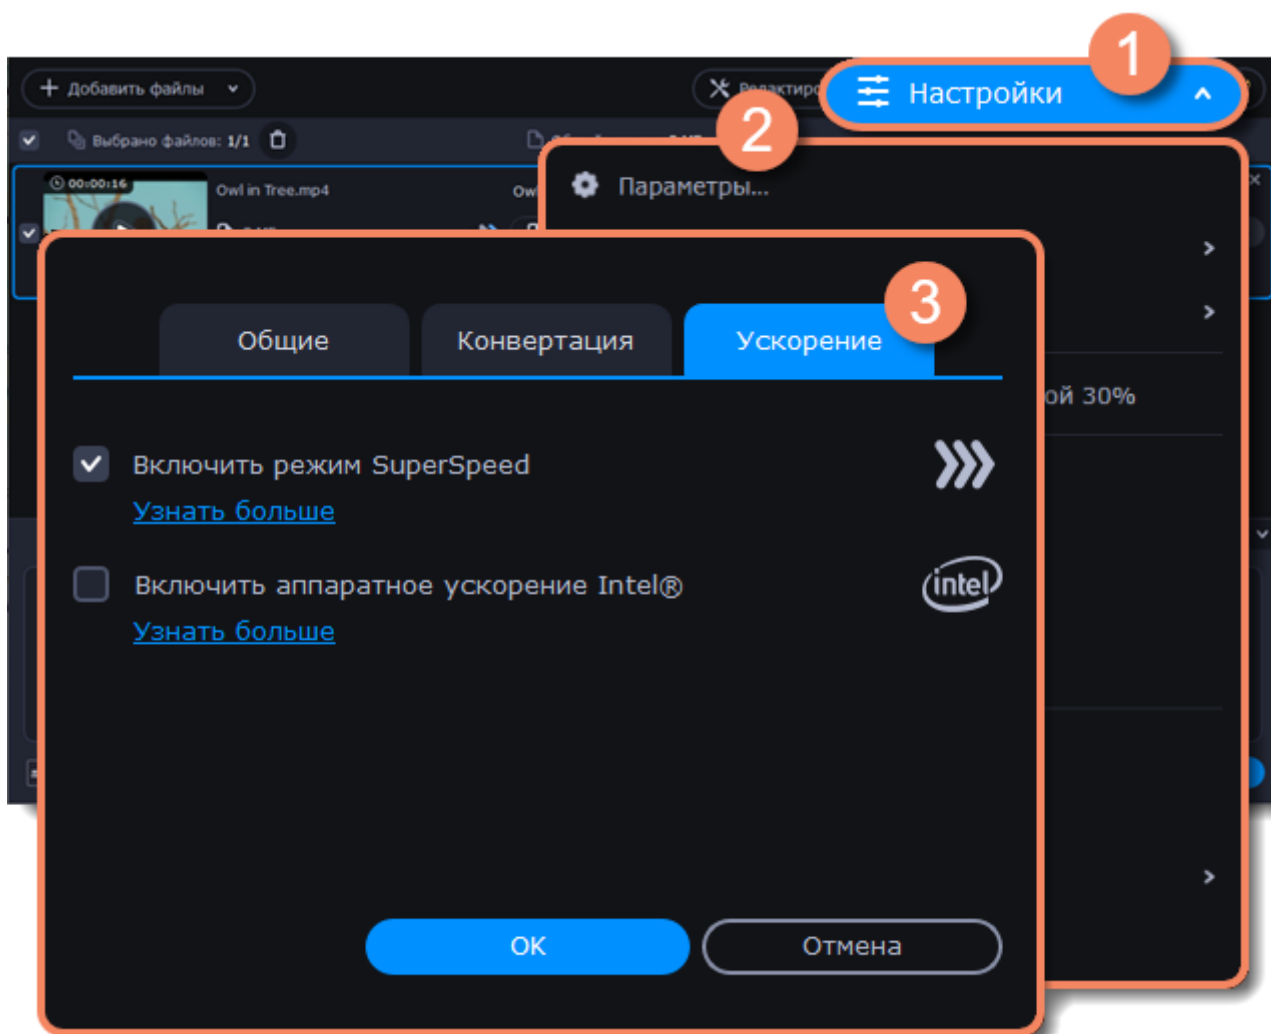 1
Добавить файлы
Настройки
2
Выбрано файлов: 1/1
00:00:16
Owl in Tree.mp4
Owl
Параметры...
3
Общие
Конвертация
Ускорение
ой 30%
Включить режим SuperSpeed
Узнать больше
Включить аппаратное ускорение Intel®
intel
Узнать больше
OK
Отмена